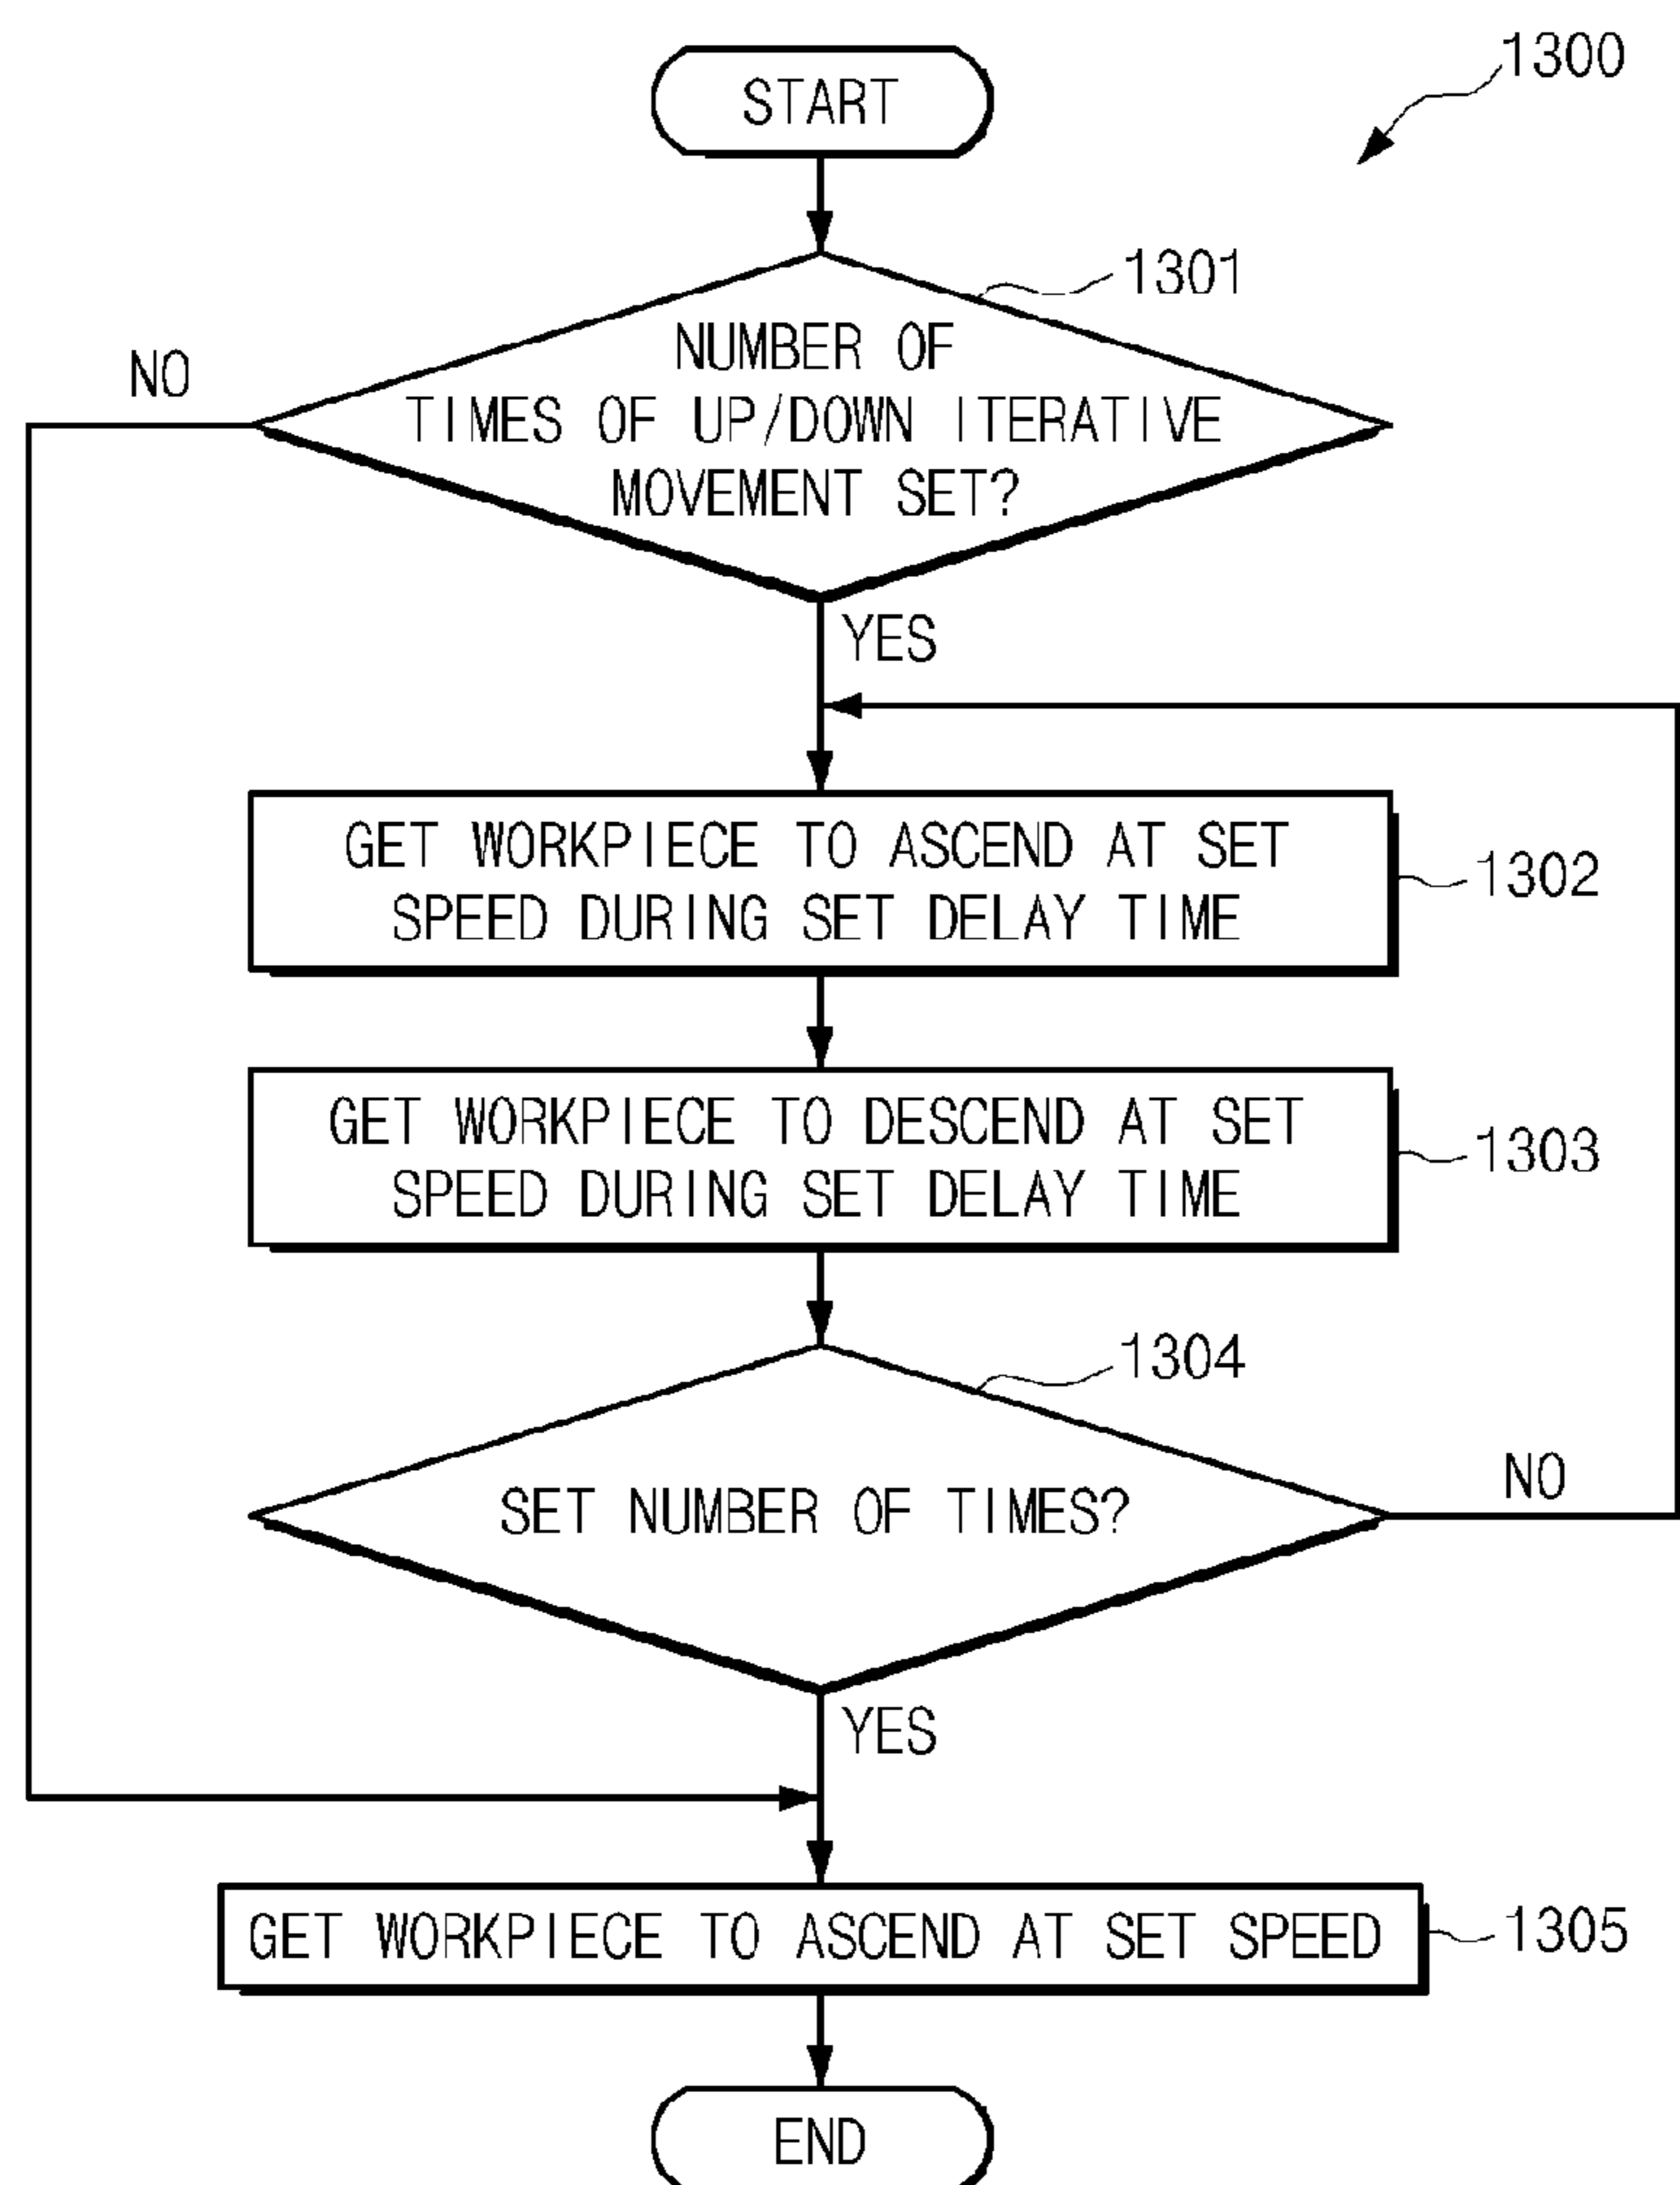 START
1300
1301
NO
NUMBER OF
TIMES OF UP/DOWN ITERATIVE
MOVEMENT SET?
YES
GET WORKPIECE TO ASCEND AT SET
SPEED DURING SET DELAY TIME
1302
GET WORKPIECE TO DESCEND AT SET
SPEED DURING SET DELAY TIME
1303
1304
SET NUMBER OF TIMES?
NO
YES
GET WORKPIECE TO ASCEND AT SET SPEED
1305
END